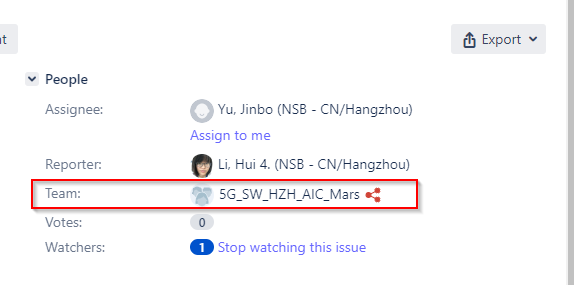 t
Export
People
Assignee: Yu, Jinbo (NSB - CN/Hangzhou)
Assign to me
Reporter: Li, Hui 4. (NSB - CN/Hangzhou)
Team: 5G_SW_HZH_AIC_Mars
Votes: 0
Watchers: 1 Stop watching this issue